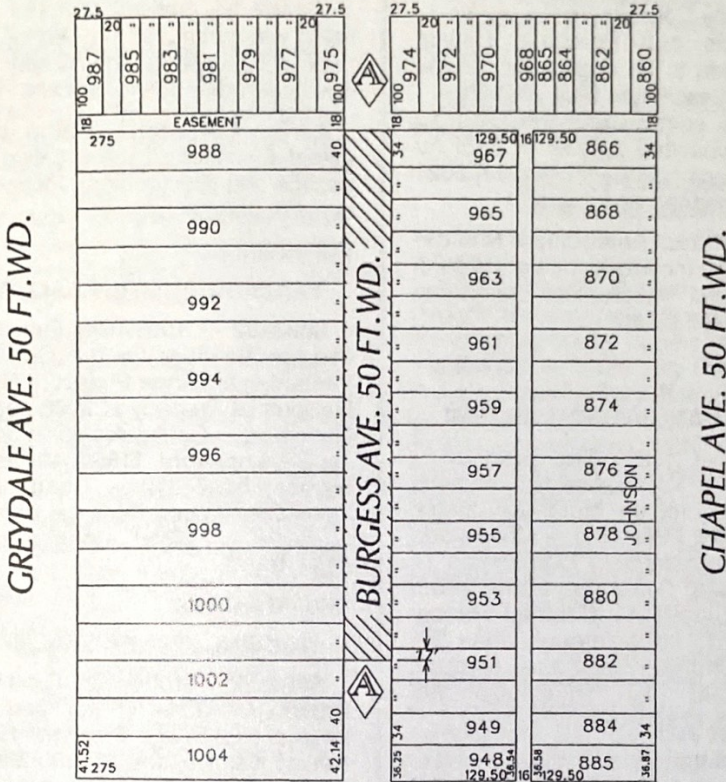 27.5 27.5 27.5 27.5
20 " " " " 20 20 " " " " 20
987 985 983 981 979 977 975 974 972 970 968 865 864 862 860
A
100 100 100 100
18 EASEMENT 18 18 18
275 988 40 34 129.50 16 129.50 866 34
967
990 " " 965 868 "
992 " " 963 870 "
" " 961 872 "
994 " " 959 874 "
996 " " 957 876 "
998 " " 955 878 "
1000 " " 953 880 "
1002 " 951 882 "
A
40 34 949 884 34
41.52 1004 42.14 36.25 948 36.54 36.58 885 36.87
275 129.50 16 129.50
GREYDALE AVE. 50 FT.WD.
BURGESS AVE. 50 FT.WD.
JOHNSON
CHAPEL AVE. 50 FT.WD.